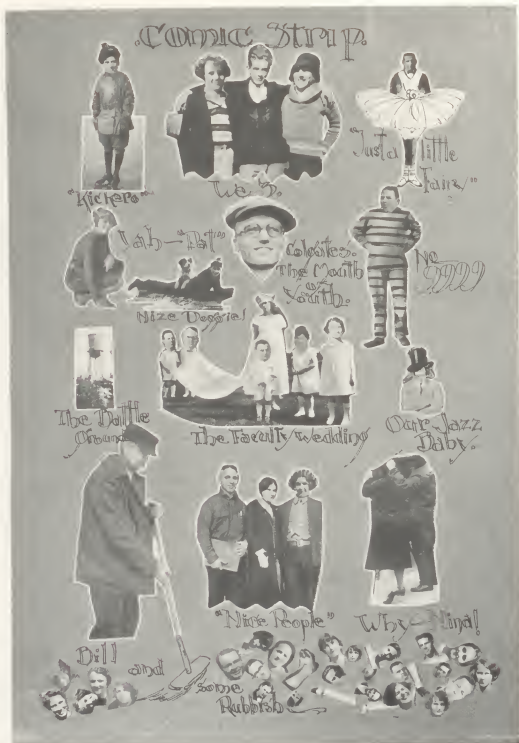 Comic Strip.
"Kickers"
We 3.
"Just a little
Fairy"
Yah—"Pat"
Nize Doggie!
Colgates.
The Mouth
of
Youth.
No
9999
The Battle
Ground
The Faculty Wedding
Our Jazz
Baby.
"Nice People"
Why—Nina!
Bill
and
some
Rubbish